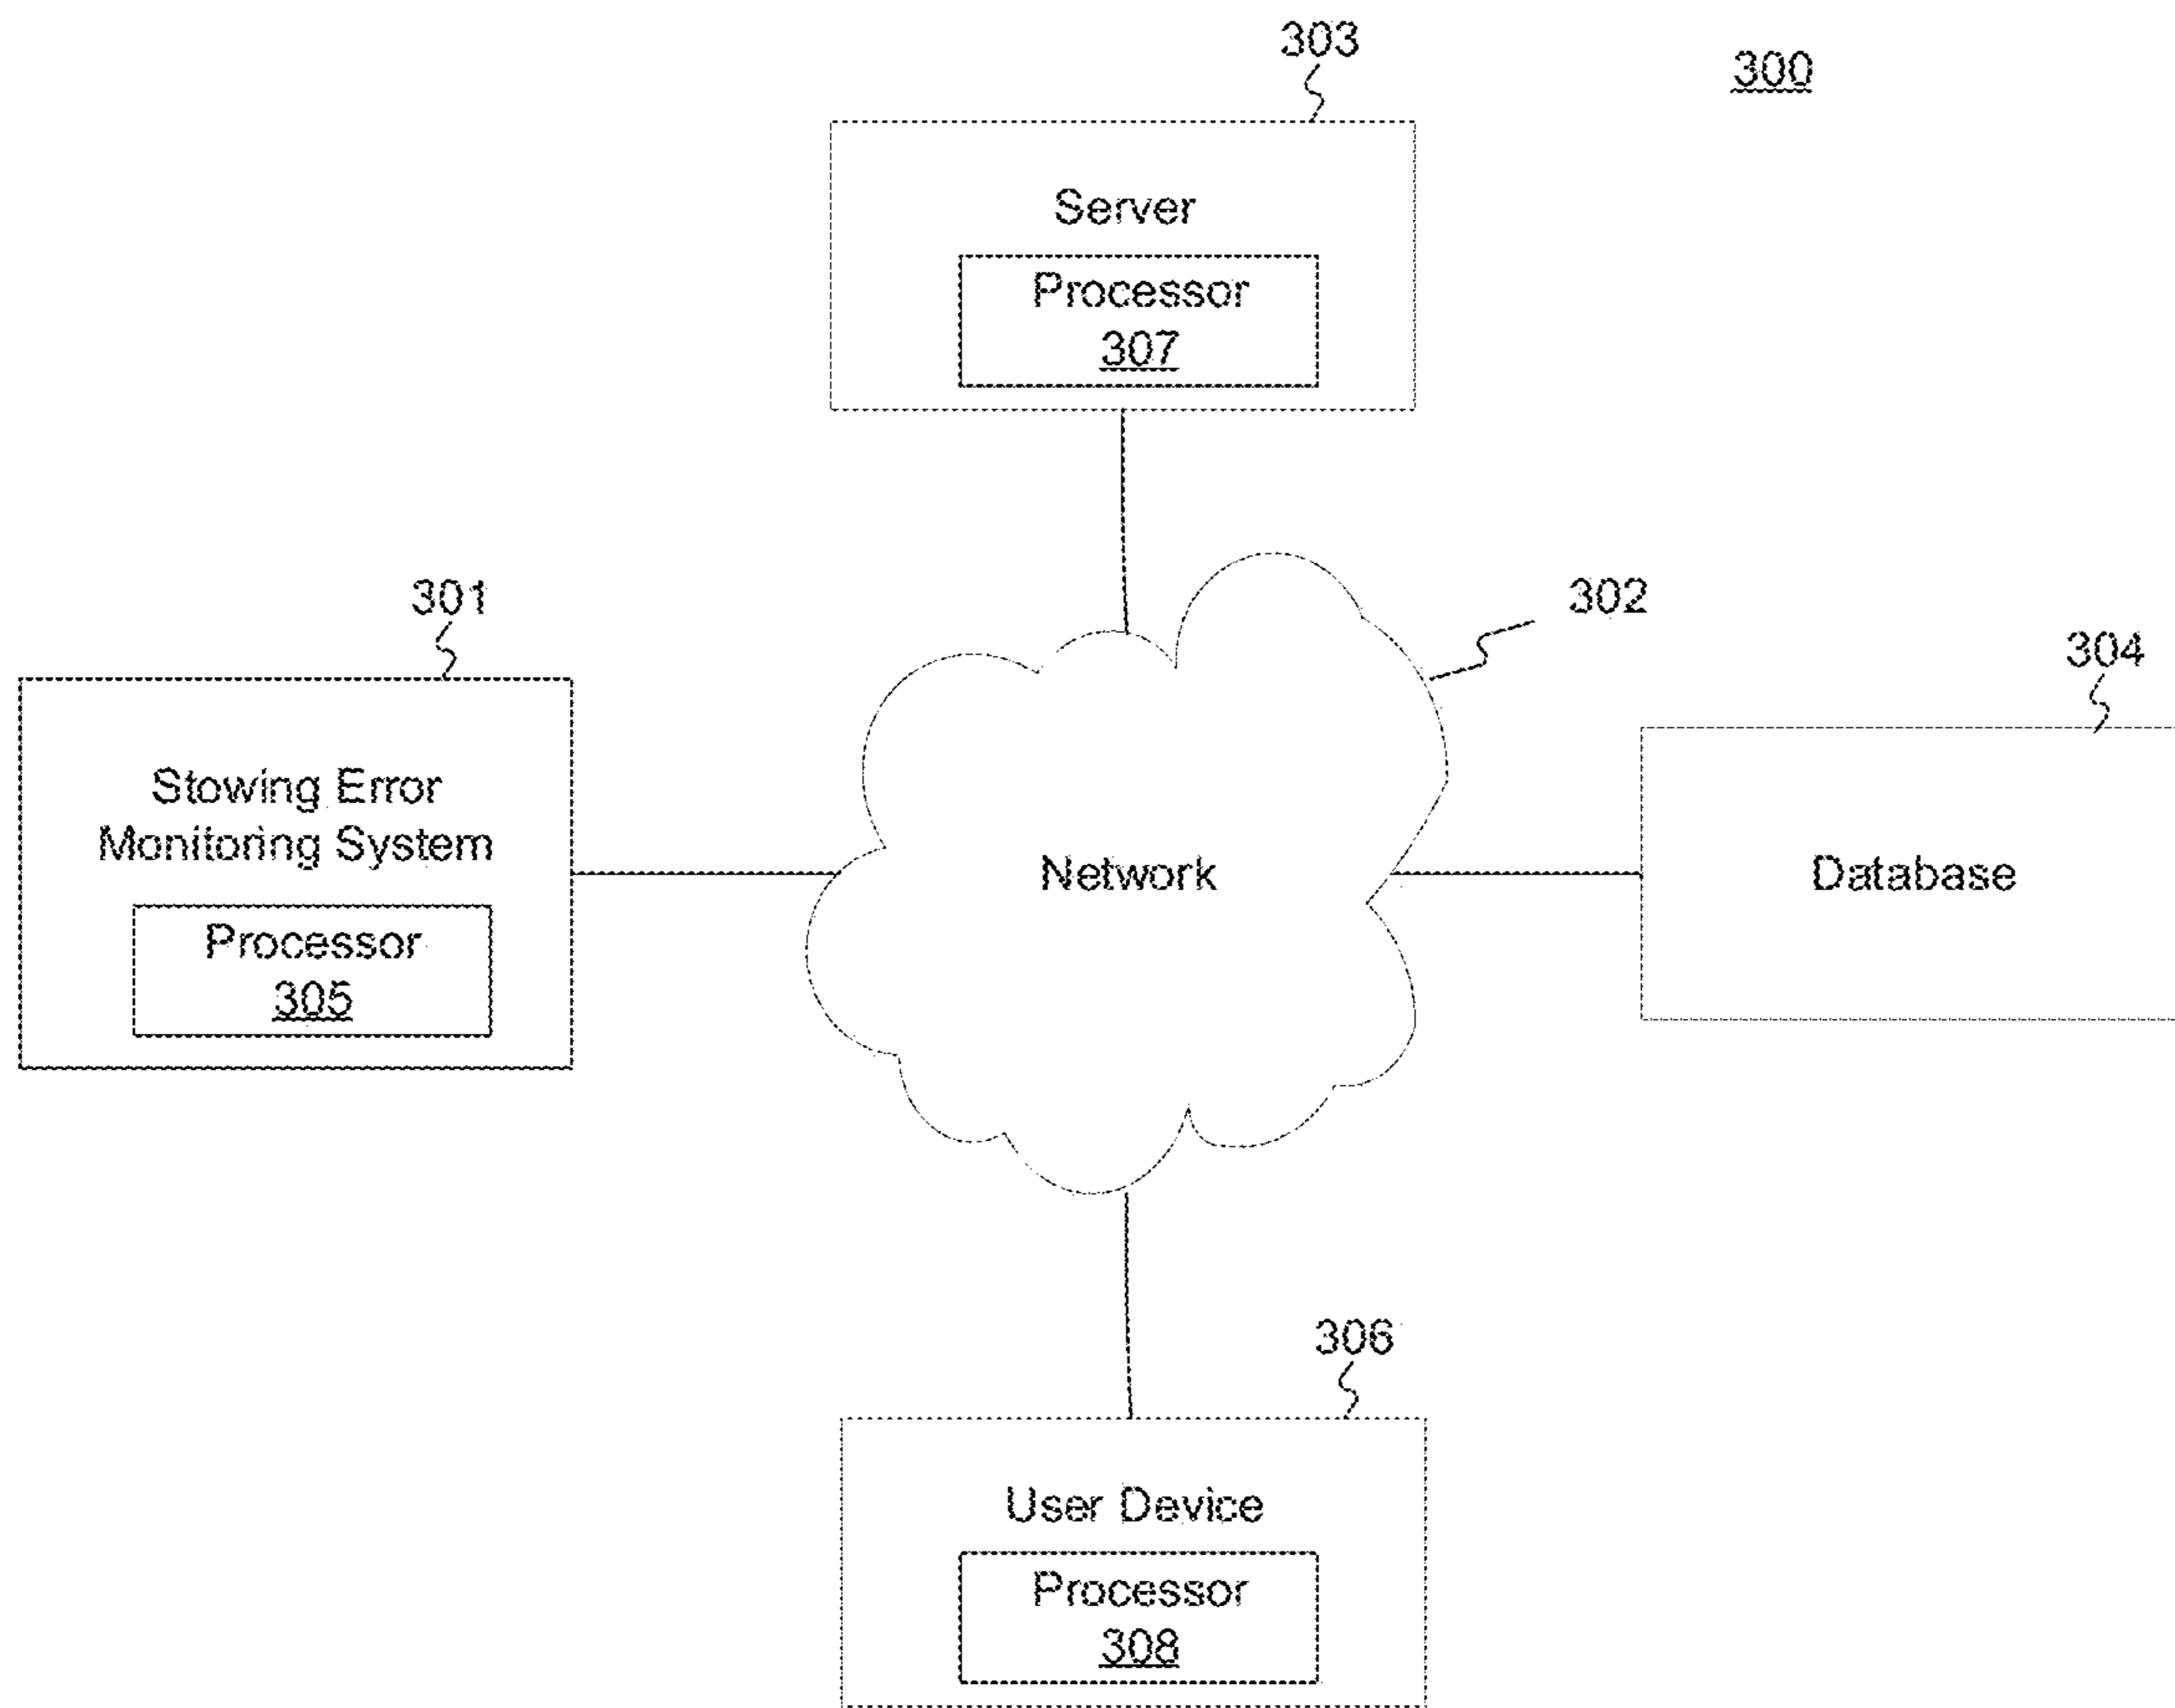 303
300
Server
Processor
307
301
302
304
Stowing Error
Monitoring System
Network
Database
Processor
305
306
User Device
Processor
308